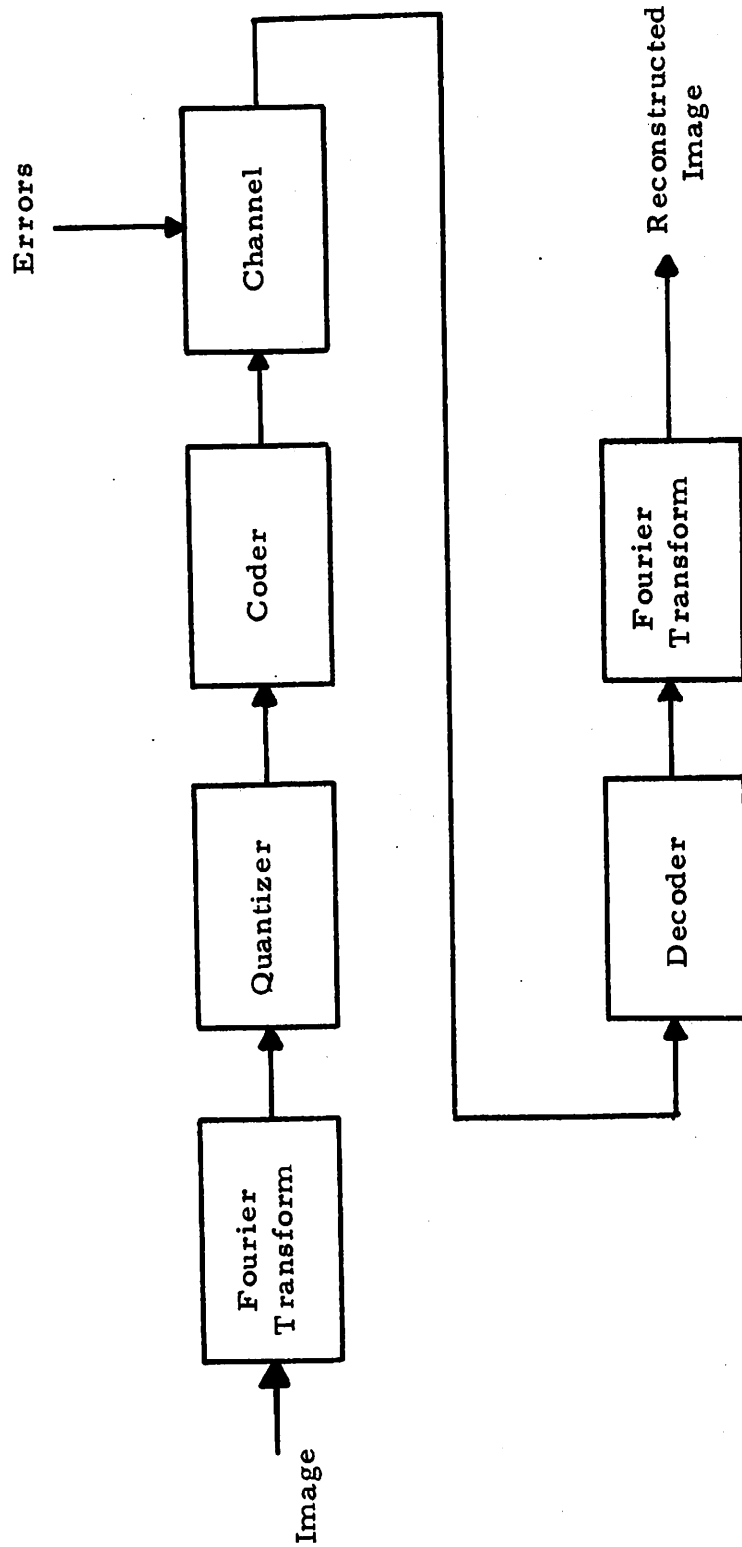 Errors
Image
Fourier
Transform
Quantizer
Coder
Channel
Decoder
Fourier
Transform
Reconstructed
Image